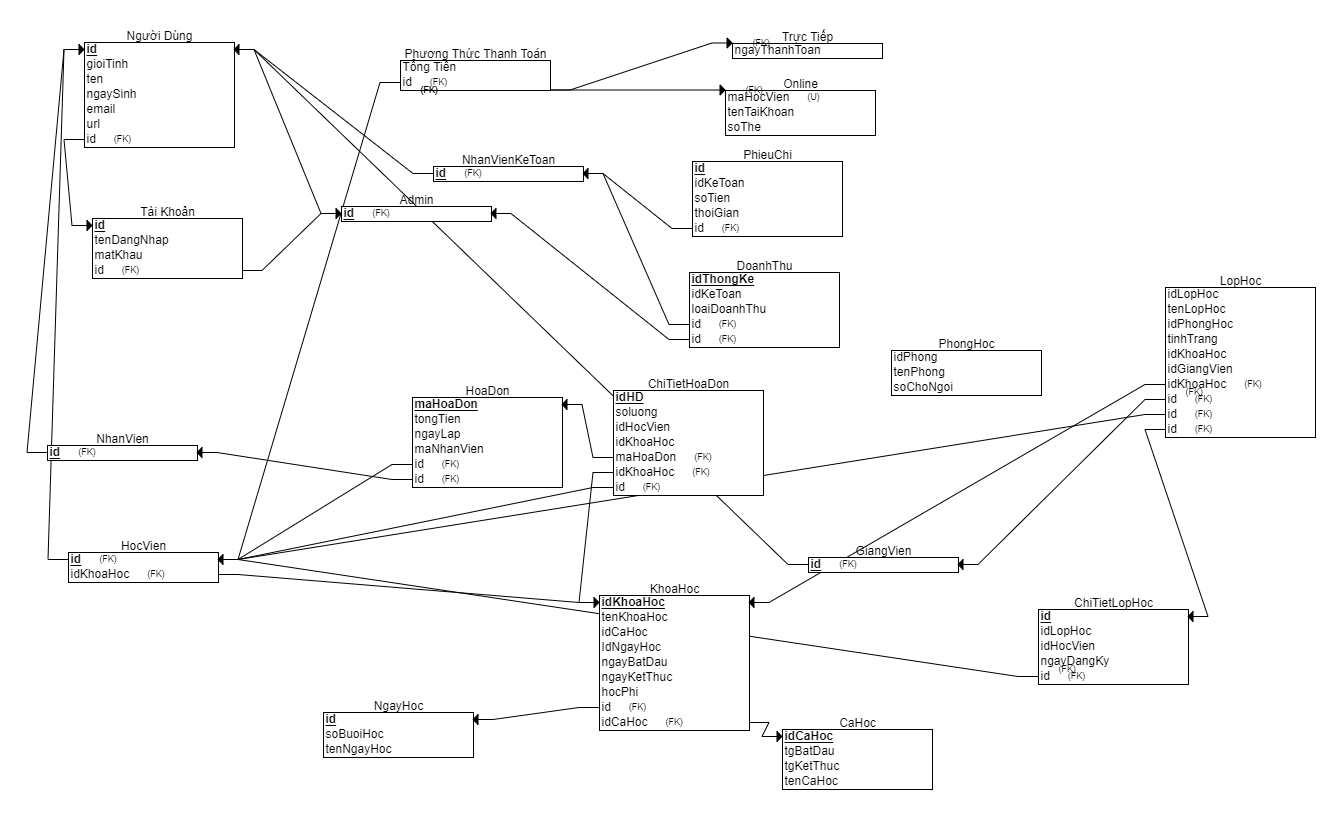 Người Dùng
id
gioiTinh
ten
ngaySinh
email
url
id (FK)
Phương Thức Thanh Toán
Tổng Tiền
id (FK)
(FK)
Trực Tiếp
(FK)
ngayThanhToan
Online
(FK)
maHocVien (U)
tenTaiKhoan
soThe
NhanVienKeToan
id (FK)
PhieuChi
id
idKeToan
soTien
thoiGian
id (FK)
Admin
id (FK)
Tài Khoản
id
tenDangNhap
matKhau
id (FK)
DoanhThu
idThongKe
idKeToan
loaiDoanhThu
id (FK)
id (FK)
LopHoc
idLopHoc
tenLopHoc
idPhongHoc
tinhTrang
idKhoaHoc
idGiangVien
idKhoaHoc (FK)
(FK)
id (FK)
id (FK)
id (FK)
PhongHoc
idPhong
tenPhong
soChoNgoi
HoaDon
maHoaDon
tongTien
ngayLap
maNhanVien
id (FK)
id (FK)
ChiTietHoaDon
idHD
soluong
idHocVien
idKhoaHoc
maHoaDon (FK)
idKhoaHoc (FK)
id (FK)
NhanVien
id (FK)
HocVien
id (FK)
idKhoaHoc (FK)
GiangVien
id (FK)
KhoaHoc
idKhoaHoc
tenKhoaHoc
idCaHoc
IdNgayHoc
ngayBatDau
ngayKetThuc
hocPhi
id (FK)
idCaHoc (FK)
ChiTietLopHoc
id
idLopHoc
idHocVien
ngayDangKy
(FK)
id (FK)
NgayHoc
id
soBuoiHoc
tenNgayHoc
CaHoc
idCaHoc
tgBatDau
tgKetThuc
tenCaHoc